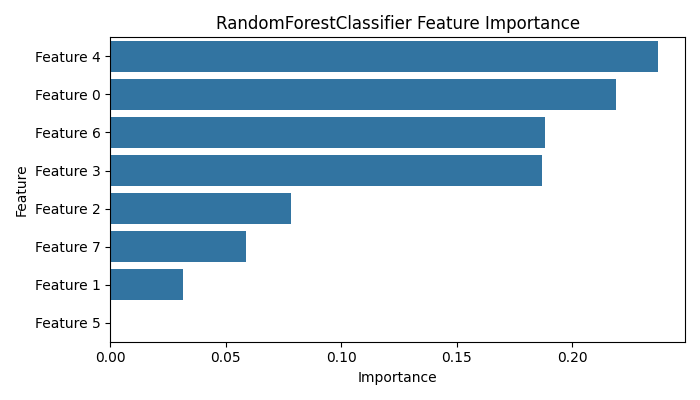 RandomForestClassifier Feature Importance
Feature 4
Feature 0
Feature 6
Feature 3
Feature 2
Feature 7
Feature 1
Feature 5
Feature
0.00 0.05 0.10 0.15 0.20
Importance